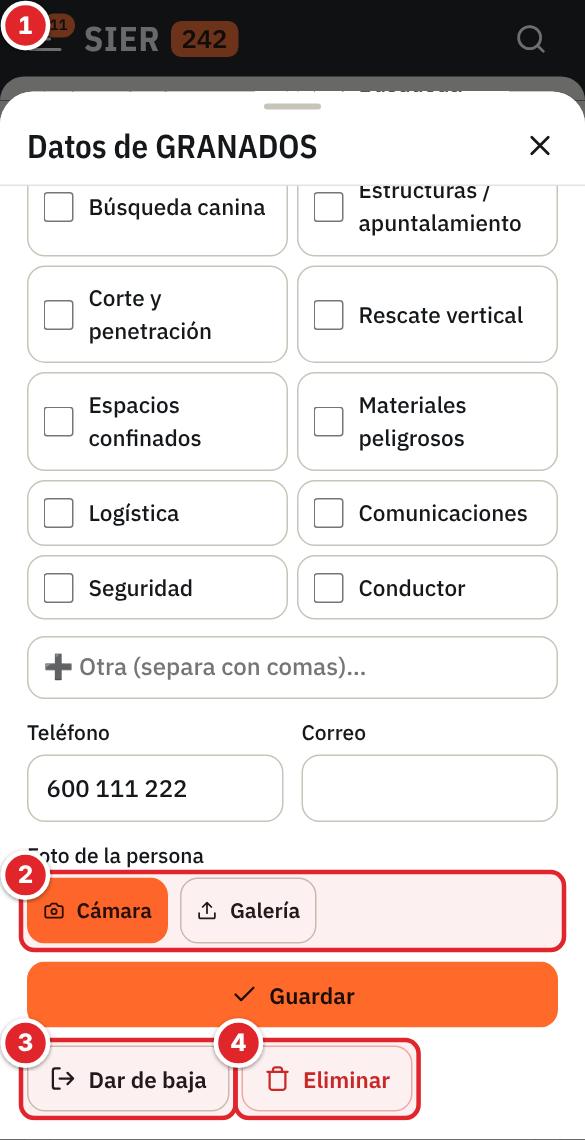 1
11
SIER 242
Datos de GRANADOS
Búsqueda canina
Estructuras /
apuntalamiento
Corte y
penetración
Rescate vertical
Espacios
confinados
Materiales
peligrosos
Logística
Comunicaciones
Seguridad
Conductor
➕ Otra (separa con comas)...
Teléfono
Correo
600 111 222
Foto de la persona
2
Cámara
Galería
Guardar
3
4
Dar de baja
Eliminar